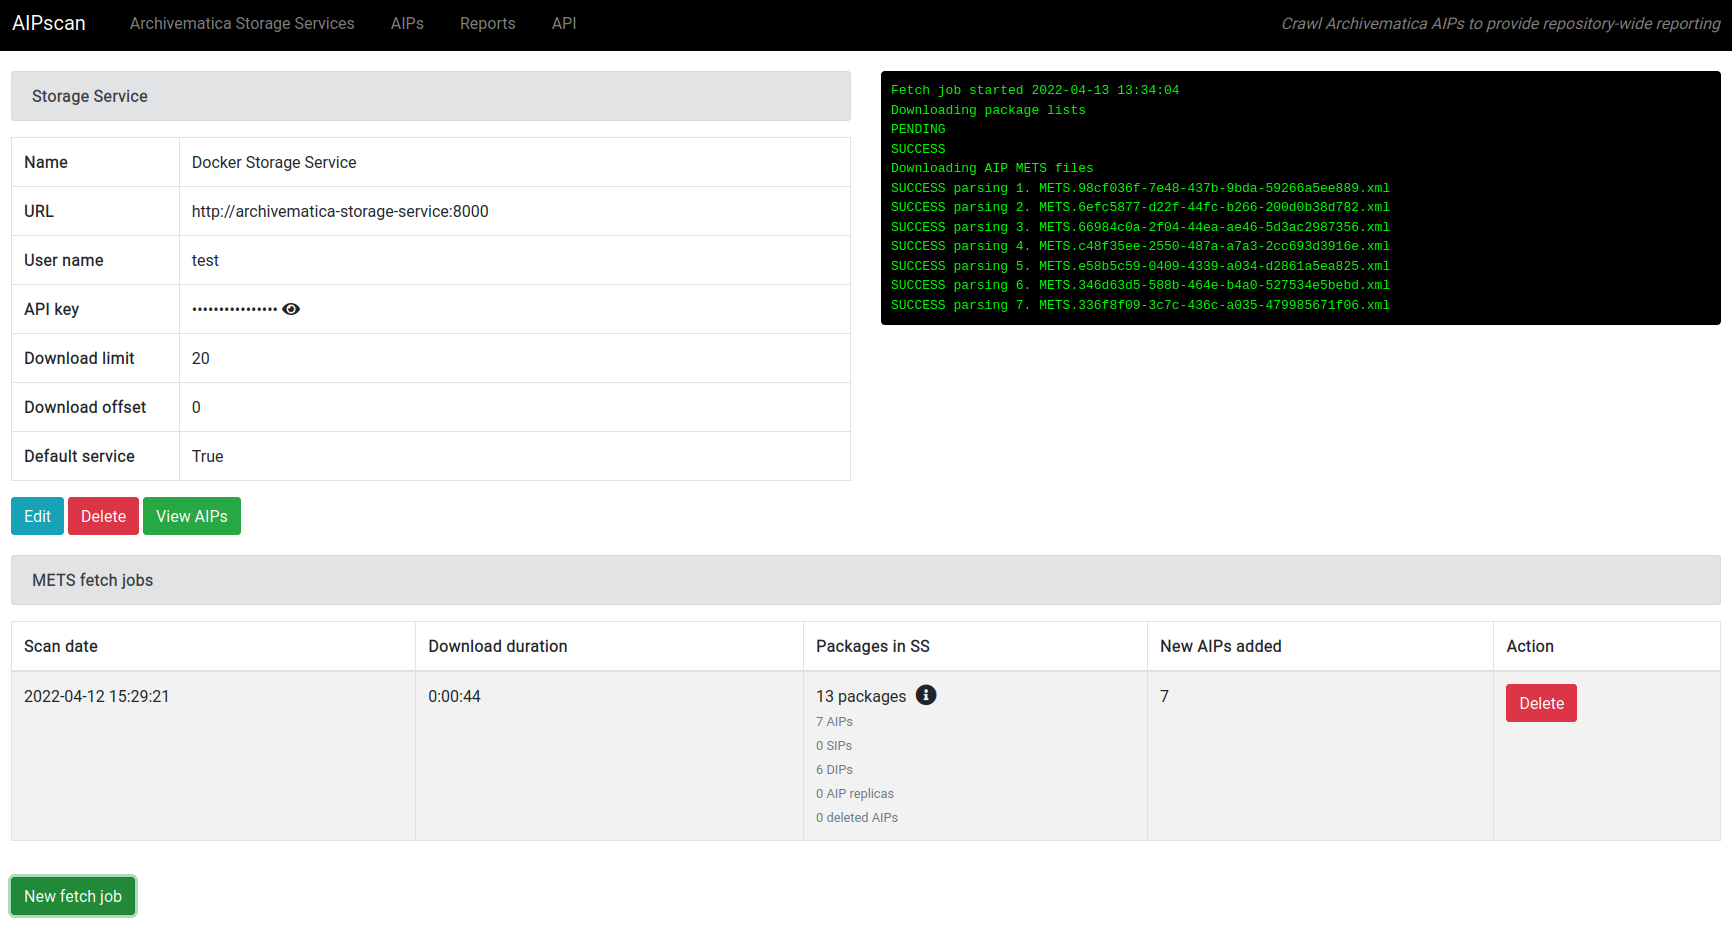 AIPscan Archivematica Storage Services AIPs Reports API Crawl Archivematica AIPs to provide repository-wide reporting
Storage Service
Name Docker Storage Service
URL http://archivematica-storage-service:8000
User name test
API key ••••••••••••••••
Download limit 20
Download offset 0
Default service True
Edit Delete View AIPs
Fetch job started 2022-04-13 13:34:04
Downloading package lists
PENDING
SUCCESS
Downloading AIP METS files
SUCCESS parsing 1. METS.98cf036f-7e48-437b-9bda-59266a5ee889.xml
SUCCESS parsing 2. METS.6efc5877-d22f-44fc-b266-200d0b38d782.xml
SUCCESS parsing 3. METS.66984c0a-2f04-44ea-ae46-5d3ac2987356.xml
SUCCESS parsing 4. METS.c48f35ee-2550-487a-a7a3-2cc693d3916e.xml
SUCCESS parsing 5. METS.e58b5c59-0409-4339-a034-d2861a5ea825.xml
SUCCESS parsing 6. METS.346d63d5-588b-464e-b4a0-527534e5bebd.xml
SUCCESS parsing 7. METS.336f8f09-3c7c-436c-a035-479985671f06.xml
METS fetch jobs
Scan date Download duration Packages in SS New AIPs added Action
2022-04-12 15:29:21 0:00:44 13 packages 7 Delete
7 AIPs
0 SIPs
6 DIPs
0 AIP replicas
0 deleted AIPs
New fetch job